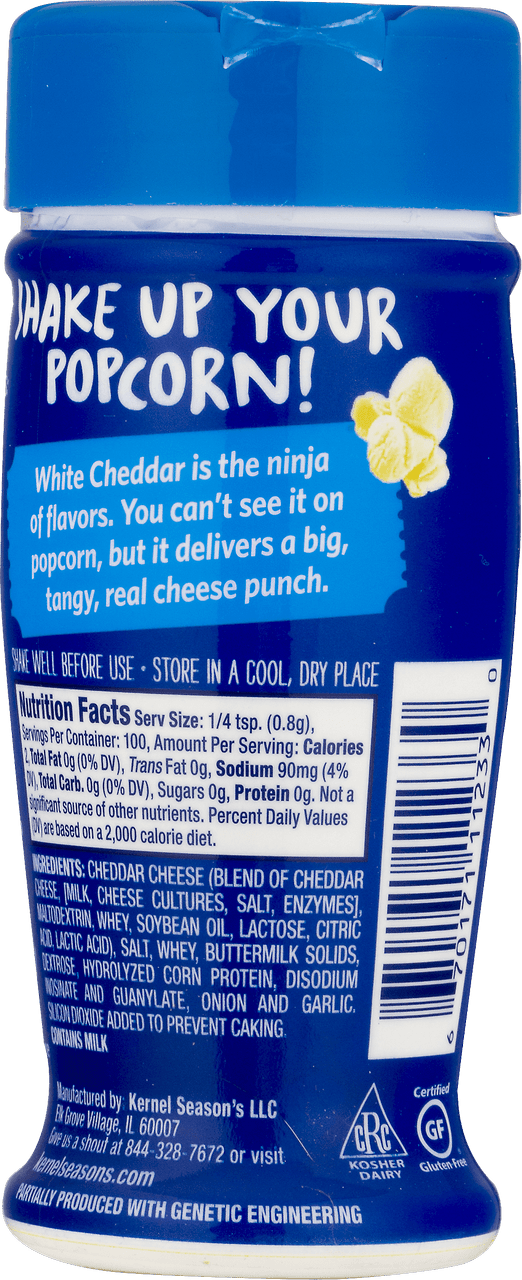 SHAKE UP YOUR
POPCORN!
White Cheddar is the ninja
of flavors. You can't see it on
popcorn, but it delivers a big,
tangy, real cheese punch.
SHAKE WELL BEFORE USE • STORE IN A COOL, DRY PLACE
Nutrition Facts Serv Size: 1/4 tsp. (0.8g),
Servings Per Container: 100, Amount Per Serving: Calories
2, Total Fat 0g (0% DV), Trans Fat 0g, Sodium 90mg (4%
DV), Total Carb. 0g (0% DV), Sugars 0g, Protein 0g. Not a
significant source of other nutrients. Percent Daily Values
(DV) are based on a 2,000 calorie diet.
INGREDIENTS: CHEDDAR CHEESE (BLEND OF CHEDDAR
CHEESE, [MILK, CHEESE CULTURES, SALT, ENZYMES],
MALTODEXTRIN, WHEY, SOYBEAN OIL, LACTOSE, CITRIC
ACID, LACTIC ACID), SALT, WHEY, BUTTERMILK SOLIDS,
DEXTROSE, HYDROLYZED CORN PROTEIN, DISODIUM
INOSINATE AND GUANYLATE, ONION AND GARLIC.
SILICON DIOXIDE ADDED TO PREVENT CAKING.
CONTAINS MILK
6 70171 11233 0
Manufactured by: Kernel Season's LLC
Elk Grove Village, IL 60007
Give us a shout at 844-328-7672 or visit
kernelseasons.com
PARTIALLY PRODUCED WITH GENETIC ENGINEERING
CRC
KOSHER
DAIRY
Certified
GF
Gluten-Free